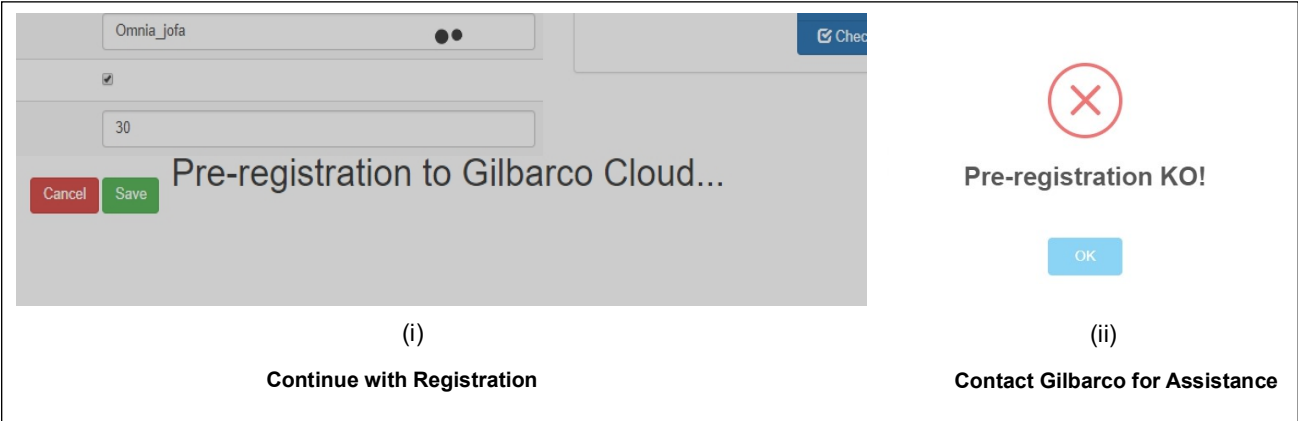 Omnia_jofa
Chec
30
Pre-registration to Gilbarco Cloud...
Cancel Save
Pre-registration KO!
OK
(i)
(ii)
Continue with Registration
Contact Gilbarco for Assistance